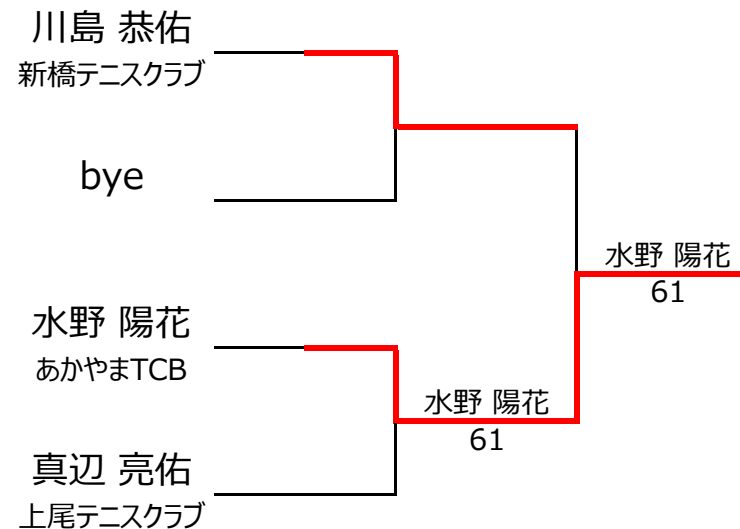 川島 恭佑
新橋テニスクラブ
bye
水野 陽花
61
水野 陽花
あかやまTCB
水野 陽花
61
真辺 亮佑
上尾テニスクラブ